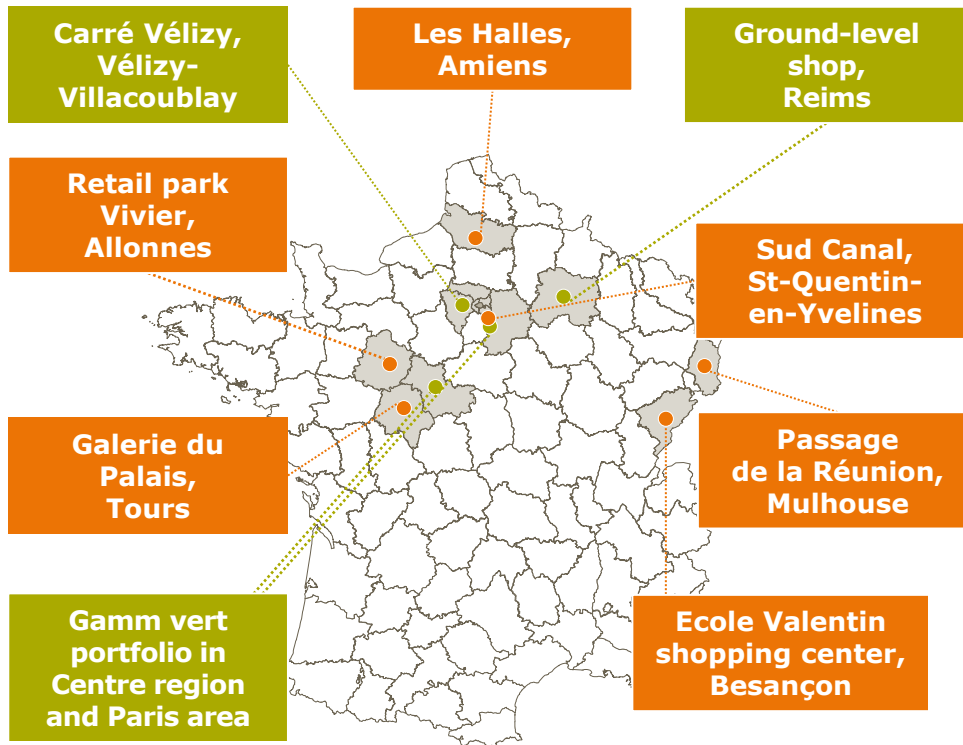 Carré Vélizy,
Vélizy-
Villacoublay
Les Halles,
Amiens
Ground-level
shop,
Reims
Retail park
Vivier,
Allonnes
Sud Canal,
St-Quentin-
en-Yvelines
Galerie du
Palais,
Tours
Passage
de la Réunion,
Mulhouse
Gamm vert
portfolio in
Centre region
and Paris area
Ecole Valentin
shopping center,
Besançon